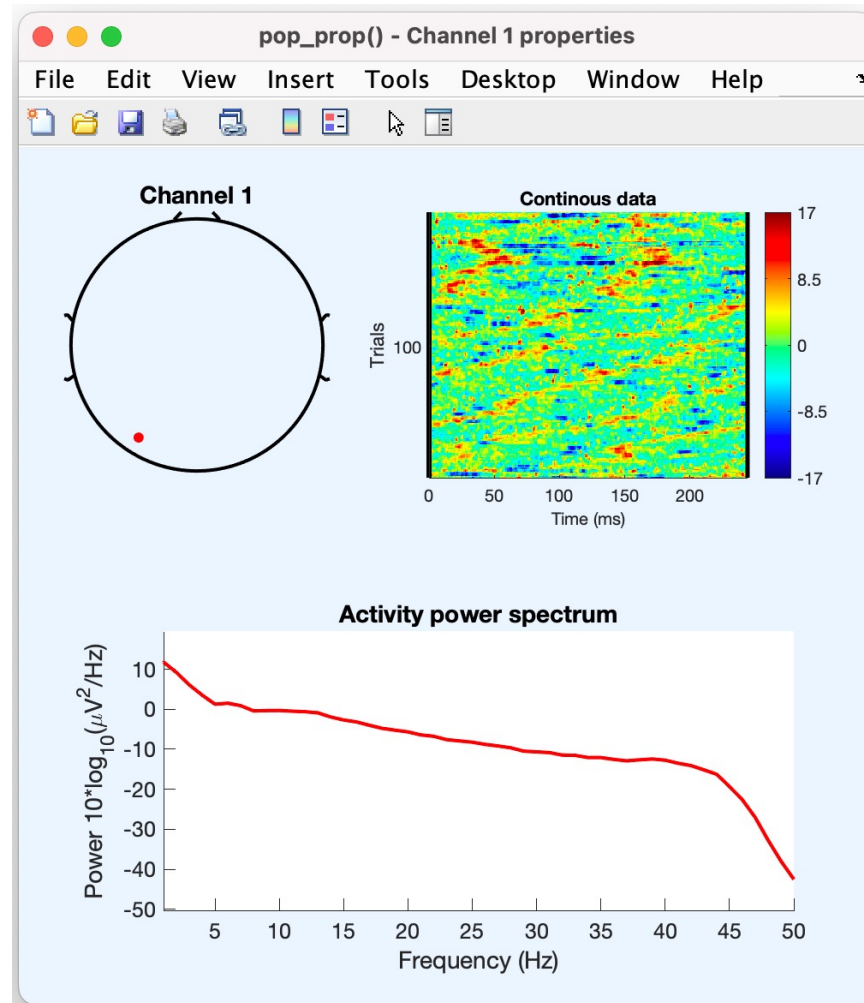 pop_prop() - Channel 1 properties
File Edit View Insert Tools Desktop Window Help
Channel 1
Continous data
Trials
100
0 50 100 150 200
Time (ms)
17
8.5
0
-8.5
-17
Activity power spectrum
Power 10*log₁₀(μV²/Hz)
10
0
-10
-20
-30
-40
-50
5 10 15 20 25 30 35 40 45 50
Frequency (Hz)